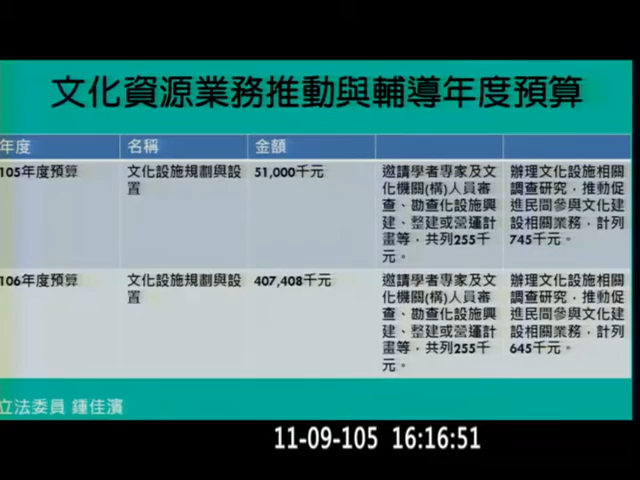 文化資源業務推動與輔導年度預算
年度 名稱 金額
105年度預算 文化設施規劃與設置 51,000千元 邀請學者專家及文化機關(構)人員審查、勘查化設施興建、整建或營運計畫等，共列255千元。 辦理文化設施相關調查研究，推動促進民間參與文化建設相關業務，計列745千元。
106年度預算 文化設施規劃與設置 407,408千元 邀請學者專家及文化機關(構)人員審查、勘查化設施興建、整建或營運計畫等，共列255千元。 辦理文化設施相關調查研究，推動促進民間參與文化建設相關業務，計列645千元。
立法委員 鍾佳濱
11-09-105 16:16:51